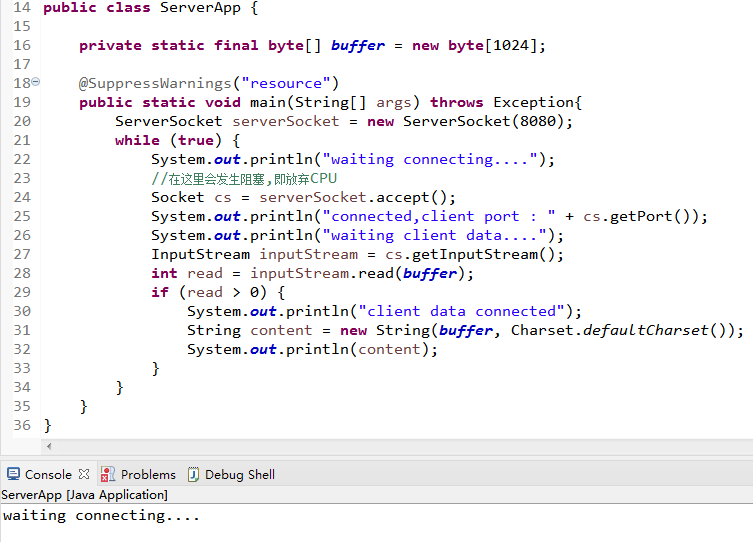 14 public class ServerApp {
15
16     private static final byte[] buffer = new byte[1024];
17
18     @SuppressWarnings("resource")
19     public static void main(String[] args) throws Exception{
20         ServerSocket serverSocket = new ServerSocket(8080);
21         while (true) {
22             System.out.println("waiting connecting....");
23             //在这里会发生阻塞,即放弃CPU
24             Socket cs = serverSocket.accept();
25             System.out.println("connected,client port : " + cs.getPort());
26             System.out.println("waiting client data....");
27             InputStream inputStream = cs.getInputStream();
28             int read = inputStream.read(buffer);
29             if (read > 0) {
30                 System.out.println("client data connected");
31                 String content = new String(buffer, Charset.defaultCharset());
32                 System.out.println(content);
33             }
34         }
35     }
36 }
Console Problems Debug Shell
ServerApp [Java Application]
waiting connecting....